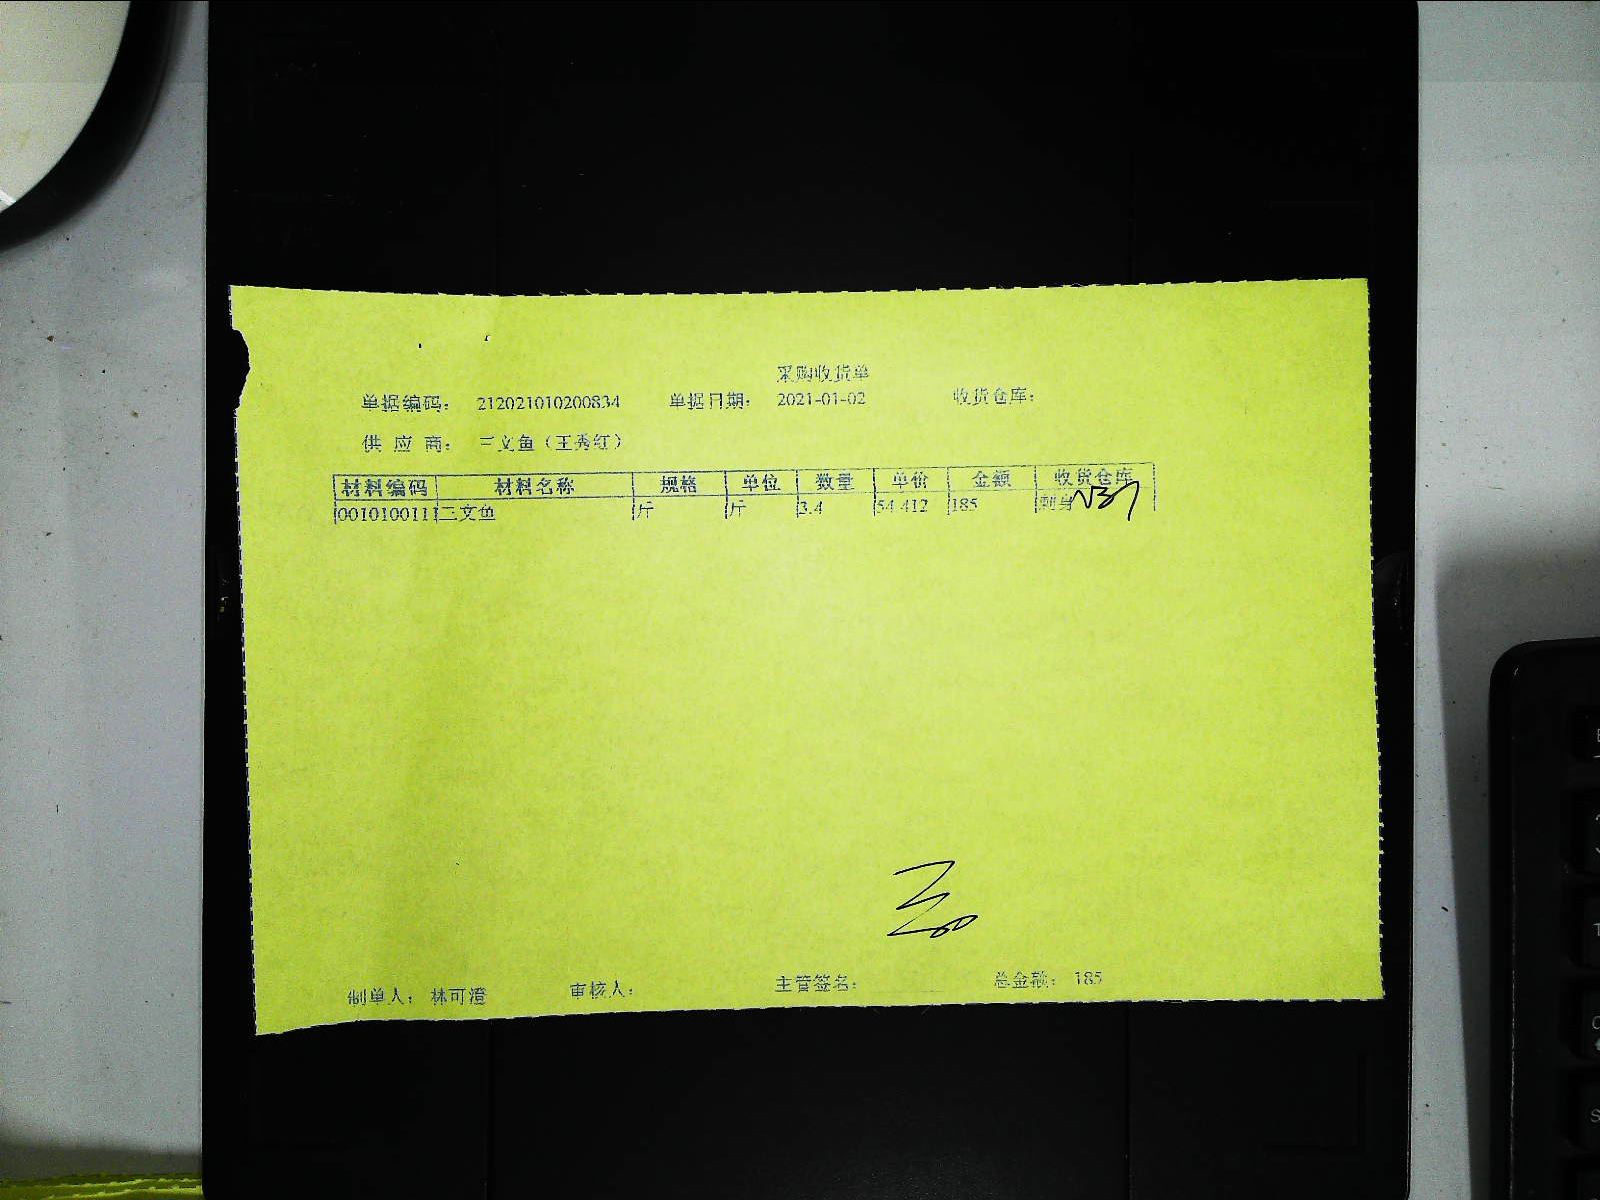 采购收货单
单据编码： 212021010200834 单据日期： 2021-01-02 收货仓库：
供 应 商： 三文鱼（王秀红）
材料编码 材料名称 规格 单位 数量 单价 金额 收货仓库
0010100111 三文鱼 斤 斤 3.4 54.412 185 刺身
制单人： 林可澄 审核人： 主管签名： 总金额： 185